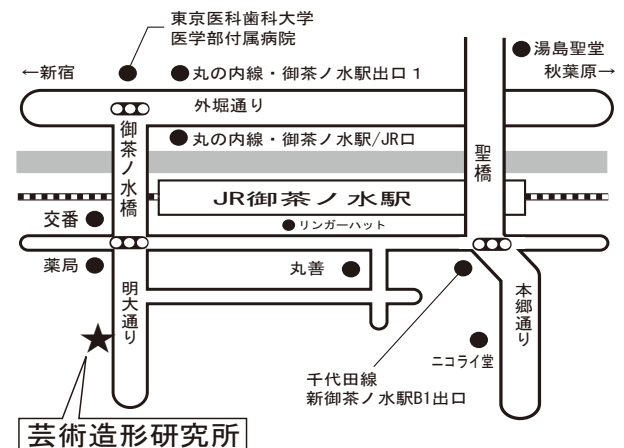 東京医科歯科大学
医学部付属病院
湯島聖堂
←新宿
丸の内線・御茶ノ水駅出口1
秋葉原→
外堀通り
御茶ノ水橋
丸の内線・御茶ノ水駅/JR口
聖橋
JR御茶ノ水駅
交番
リンガーハット
薬局
丸善
明大通り
本郷通り
ニコライ堂
千代田線
新御茶ノ水駅B1出口
芸術造形研究所